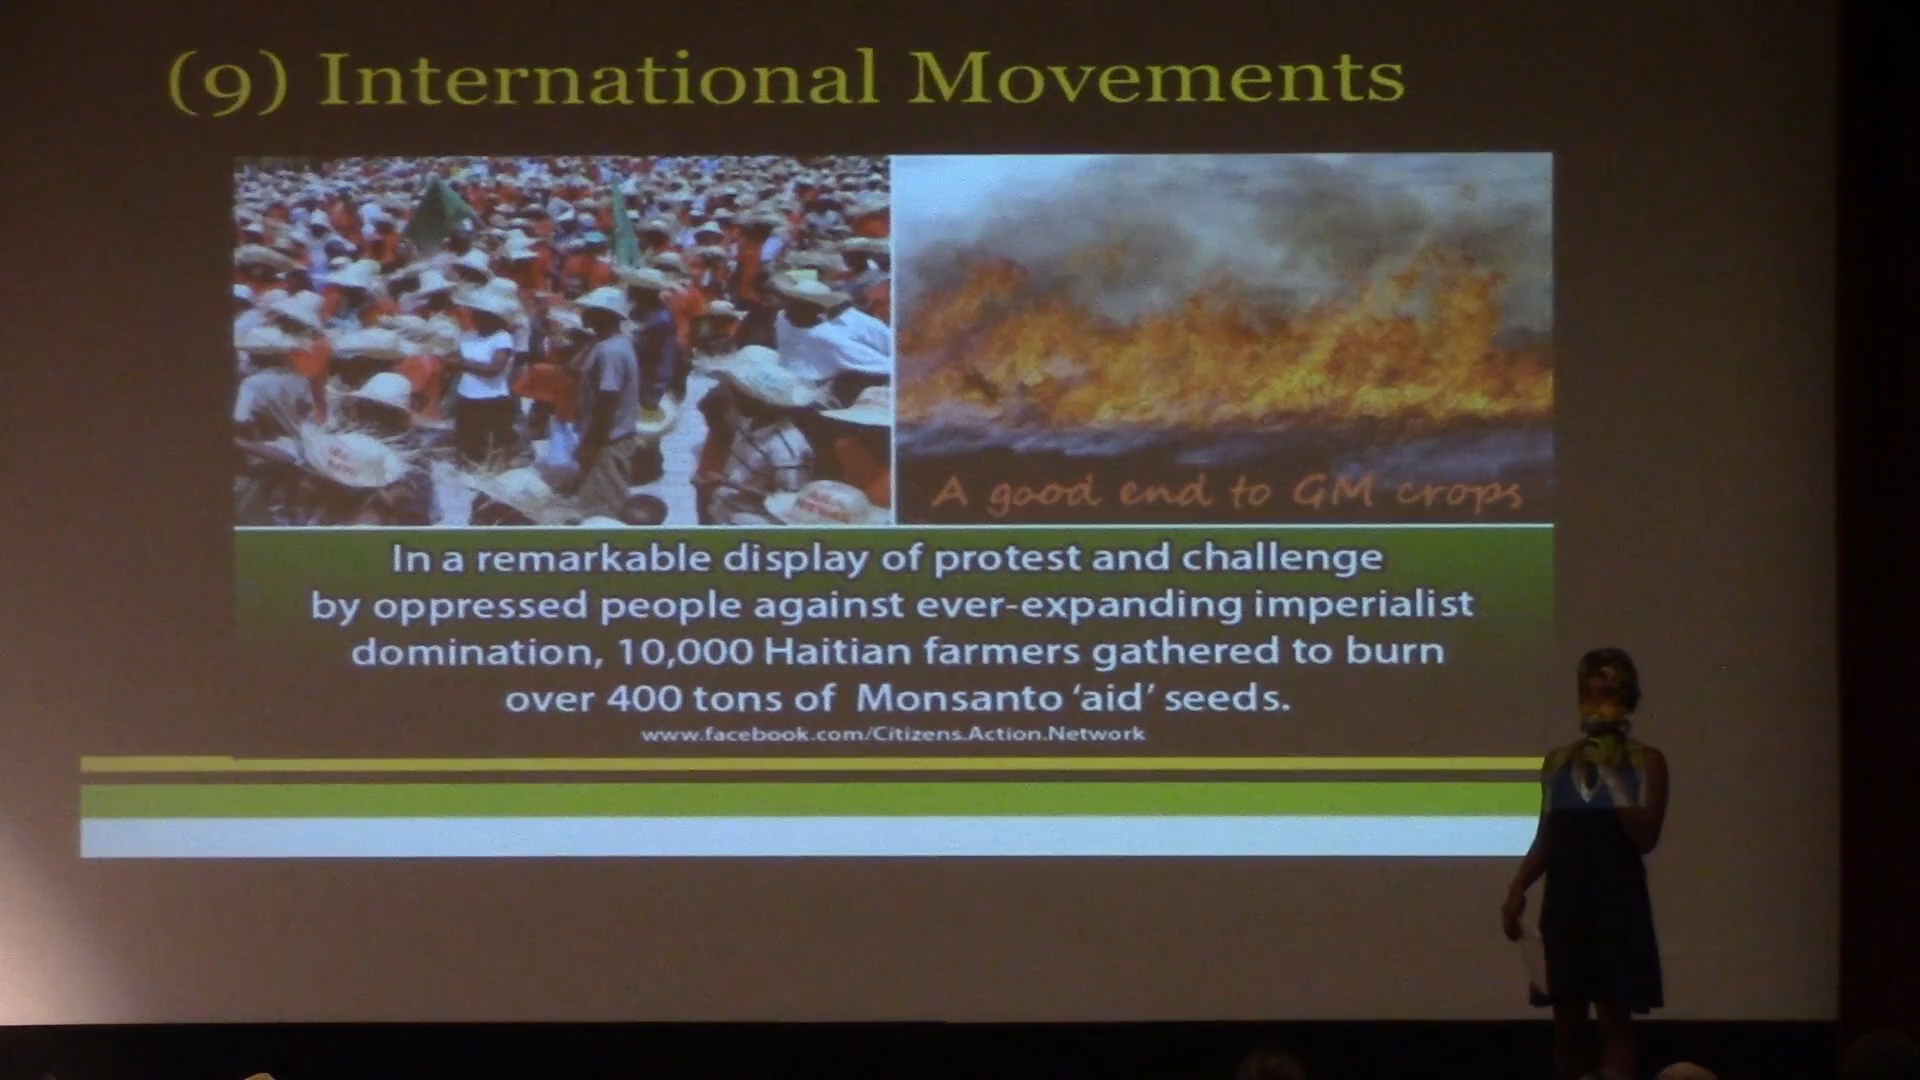 (9) International Movements
A good end to GM crops
In a remarkable display of protest and challenge
by oppressed people against ever-expanding imperialist
domination, 10,000 Haitian farmers gathered to burn
over 400 tons of Monsanto ‘aid’ seeds.
www.facebook.com/Citizens.Action.Network